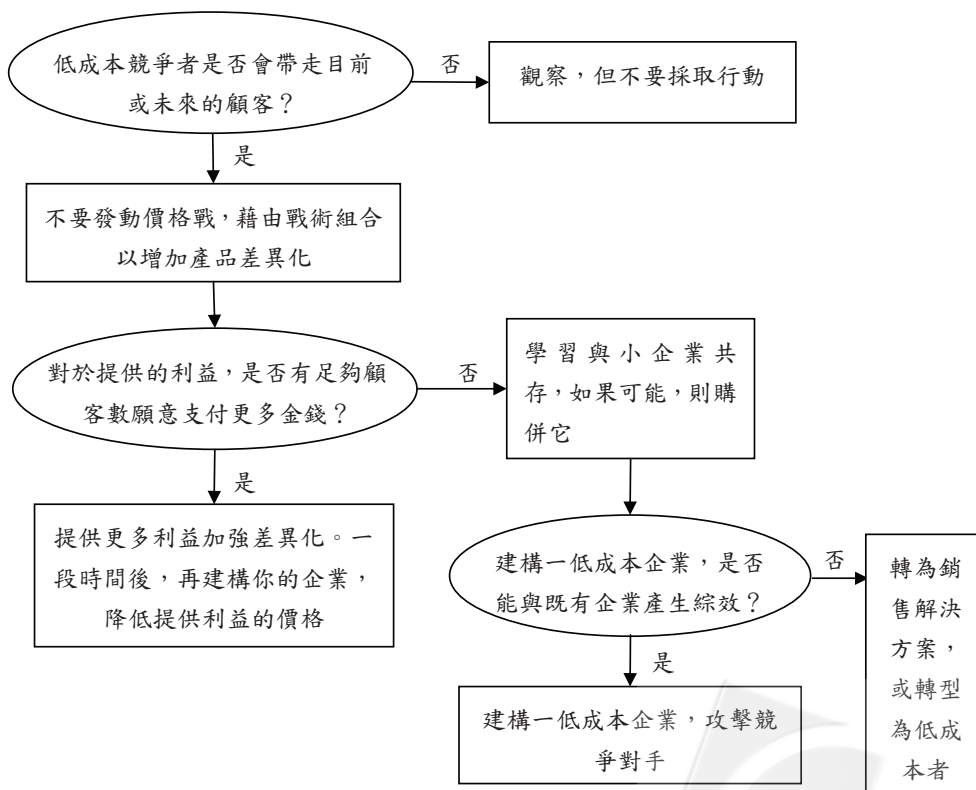 低成本競爭者是否會帶走目前
或未來的顧客？
否
觀察，但不要採取行動
是
不要發動價格戰，藉由戰術組合
以增加產品差異化
對於提供的利益，是否有足夠顧
客數願意支付更多金錢？
否
學習與小企業共
存，如果可能，則購
併它
是
提供更多利益加強差異化。一
段時間後，再建構你的企業，
降低提供利益的價格
建構一低成本企業，是否
能與既有企業產生綜效？
否
轉為銷
售解決
方案，
或轉型
為低成
本者
是
建構一低成本企業，攻擊競
爭對手